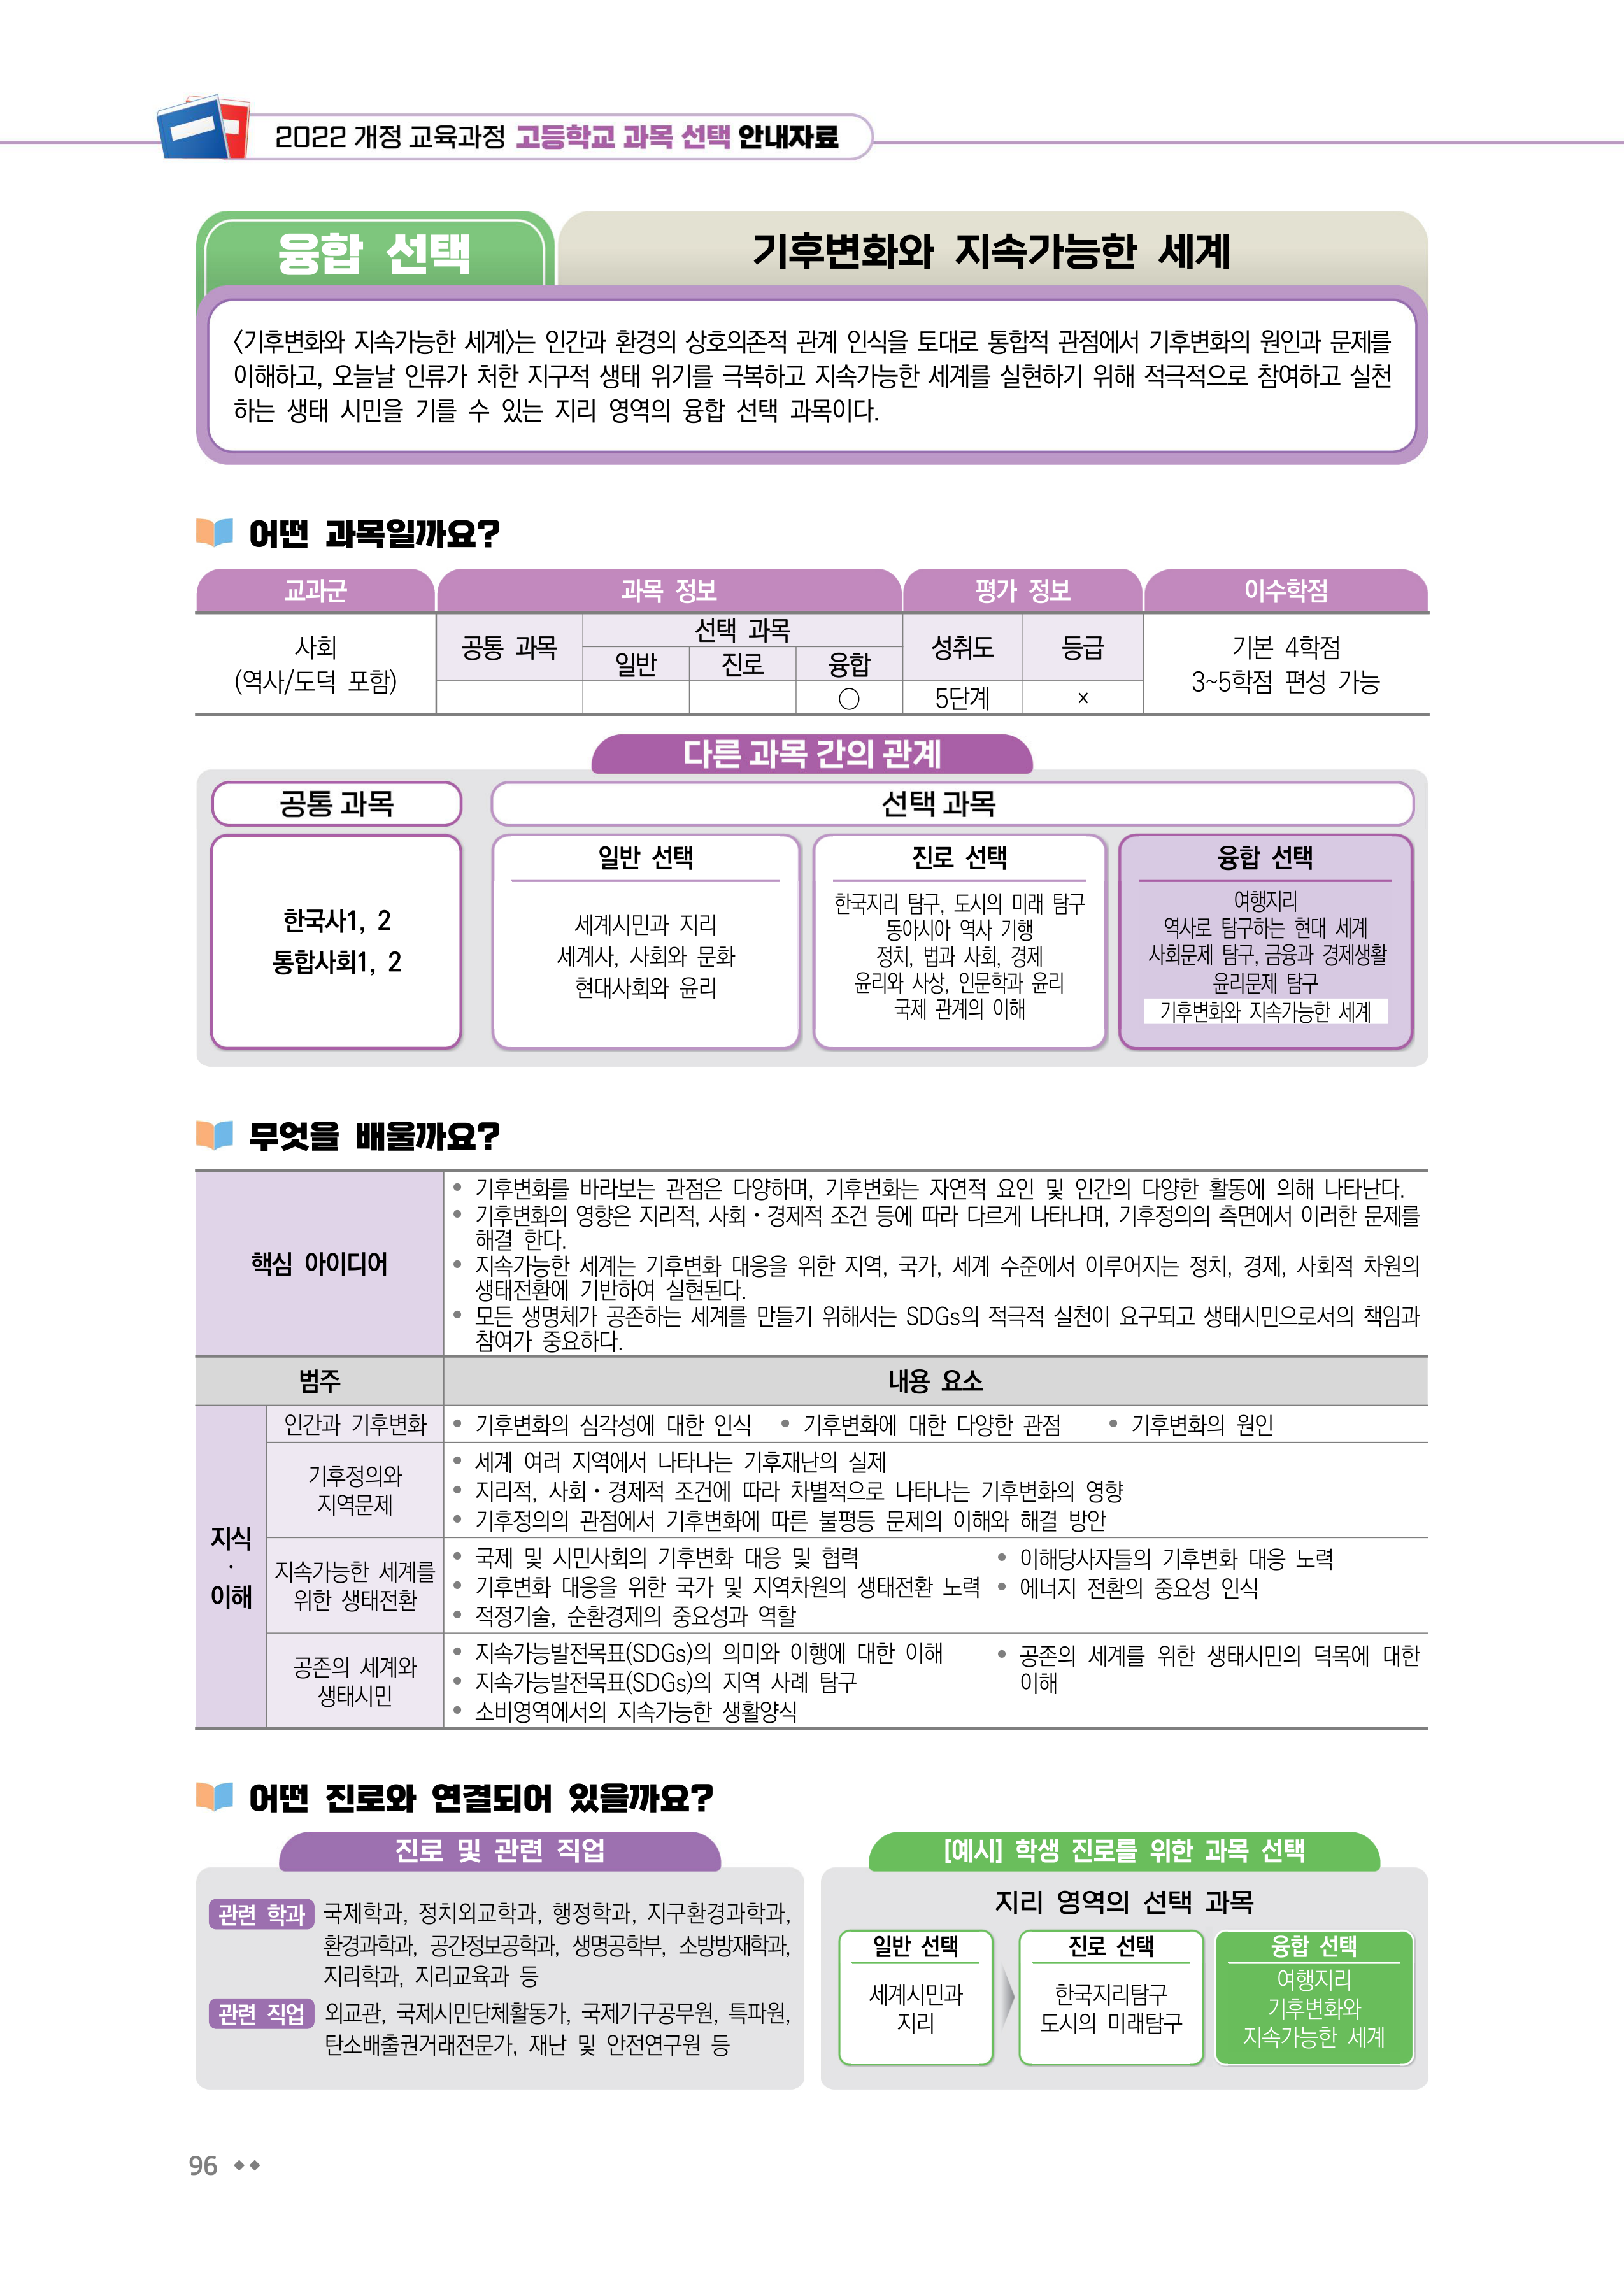 2022 개정 교육과정 고등학교 과목 선택 안내자료
융합 선택
기후변화와 지속가능한 세계
〈기후변화와 지속가능한 세계〉는 인간과 환경의 상호의존적 관계 인식을 토대로 통합적 관점에서 기후변화의 원인과 문제를
이해하고, 오늘날 인류가 처한 지구적 생태 위기를 극복하고 지속가능한 세계를 실현하기 위해 적극적으로 참여하고 실천
하는 생태 시민을 기를 수 있는 지리 영역의 융합 선택 과목이다.
어떤 과목일까요?
교과군 과목 정보 평가 정보 이수학점
사회
(역사/도덕 포함)
공통 과목
선택 과목
일반 진로 융합
성취도 등급
○ 5단계 ×
기본 4학점
3~5학점 편성 가능
다른 과목 간의 관계
공통 과목
한국사1, 2
통합사회1, 2
선택 과목
일반 선택
세계시민과 지리
세계사, 사회와 문화
현대사회와 윤리
진로 선택
한국지리 탐구, 도시의 미래 탐구
동아시아 역사 기행
정치, 법과 사회, 경제
윤리와 사상, 인문학과 윤리
국제 관계의 이해
융합 선택
여행지리
역사로 탐구하는 현대 세계
사회문제 탐구, 금융과 경제생활
윤리문제 탐구
기후변화와 지속가능한 세계
무엇을 배울까요?
핵심 아이디어
• 기후변화를 바라보는 관점은 다양하며, 기후변화는 자연적 요인 및 인간의 다양한 활동에 의해 나타난다.
• 기후변화의 영향은 지리적, 사회·경제적 조건 등에 따라 다르게 나타나며, 기후정의의 측면에서 이러한 문제를
해결 한다.
• 지속가능한 세계는 기후변화 대응을 위한 지역, 국가, 세계 수준에서 이루어지는 정치, 경제, 사회적 차원의
생태전환에 기반하여 실현된다.
• 모든 생명체가 공존하는 세계를 만들기 위해서는 SDGs의 적극적 실천이 요구되고 생태시민으로서의 책임과
참여가 중요하다.
범주 내용 요소
지식
·
이해
인간과 기후변화
• 기후변화의 심각성에 대한 인식 • 기후변화에 대한 다양한 관점 • 기후변화의 원인
기후정의와
지역문제
• 세계 여러 지역에서 나타나는 기후재난의 실제
• 지리적, 사회·경제적 조건에 따라 차별적으로 나타나는 기후변화의 영향
• 기후정의의 관점에서 기후변화에 따른 불평등 문제의 이해와 해결 방안
지속가능한 세계를
위한 생태전환
• 국제 및 시민사회의 기후변화 대응 및 협력
• 기후변화 대응을 위한 국가 및 지역차원의 생태전환 노력
• 적정기술, 순환경제의 중요성과 역할
• 이해당사자들의 기후변화 대응 노력
• 에너지 전환의 중요성 인식
공존의 세계와
생태시민
• 지속가능발전목표(SDGs)의 의미와 이행에 대한 이해
• 지속가능발전목표(SDGs)의 지역 사례 탐구
• 소비영역에서의 지속가능한 생활양식
• 공존의 세계를 위한 생태시민의 덕목에 대한
이해
어떤 진로와 연결되어 있을까요?
진로 및 관련 직업
관련 학과 국제학과, 정치외교학과, 행정학과, 지구환경과학과,
환경과학과, 공간정보공학과, 생명공학부, 소방방재학과,
지리학과, 지리교육과 등
관련 직업 외교관, 국제시민단체활동가, 국제기구공무원, 특파원,
탄소배출권거래전문가, 재난 및 안전연구원 등
[예시] 학생 진로를 위한 과목 선택
지리 영역의 선택 과목
일반 선택
세계시민과
지리
진로 선택
한국지리탐구
도시의 미래탐구
융합 선택
여행지리
기후변화와
지속가능한 세계
96